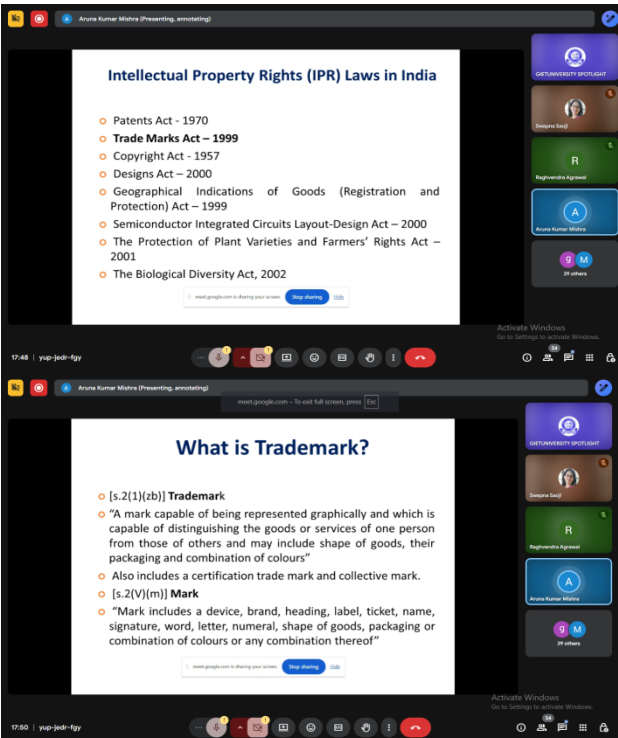 Aruna Kumar Mishra (Presenting, annotating)
Intellectual Property Rights (IPR) Laws in India
Patents Act - 1970
Trade Marks Act – 1999
Copyright Act - 1957
Designs Act – 2000
Geographical Indications of Goods (Registration and
Protection) Act – 1999
Semiconductor Integrated Circuits Layout-Design Act – 2000
The Protection of Plant Varieties and Farmers' Rights Act –
2001
The Biological Diversity Act, 2002
meet.google.com is sharing your screen. Stop sharing Hide
GIETUNIVERSITY SPOTLIGHT
Swapna Saoji
R
Raghvendra Agrawal
A
Aruna Kumar Mishra
g M
29 others
Activate Windows
Go to Settings to activate Windows.
17:48 | yup-jedr-fgy
34
Aruna Kumar Mishra (Presenting, annotating)
meet.google.com – To exit full screen, press Esc
What is Trademark?
[s.2(1)(zb)] Trademark
“A mark capable of being represented graphically and which is
capable of distinguishing the goods or services of one person
from those of others and may include shape of goods, their
packaging and combination of colours”
Also includes a certification trade mark and collective mark.
[s.2(V)(m)] Mark
“Mark includes a device, brand, heading, label, ticket, name,
signature, word, letter, numeral, shape of goods, packaging or
combination of colours or any combination thereof”
meet.google.com is sharing your screen. Stop sharing Hide
GIETUNIVERSITY SPOTLIGHT
Swapna Saoji
R
Raghvendra Agrawal
A
Aruna Kumar Mishra
g M
29 others
Activate Windows
Go to Settings to activate Windows.
17:50 | yup-jedr-fgy
34